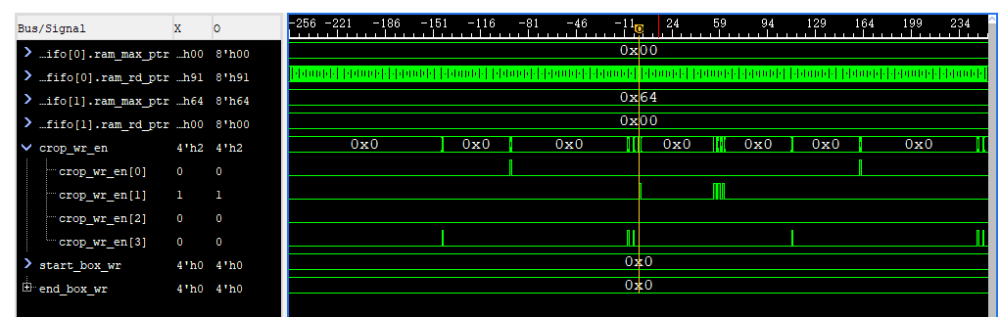 Bus/Signal X O -256 -221 -186 -151 -116 -81 -46 -11 24 59 94 129 164 199 234
…ifo[0].ram_max_ptr …h00 8'h00 0x00
…fifo[0].ram_rd_ptr …h91 8'h91
…ifo[1].ram_max_ptr …h64 8'h64 0x64
…fifo[1].ram_rd_ptr …h00 8'h00 0x00
crop_wr_en 4'h2 4'h2 0x0 0x0 0x0 0x0 0x0 0x0 0x0
crop_wr_en[0] 0 0
crop_wr_en[1] 1 1
crop_wr_en[2] 0 0
crop_wr_en[3] 0 0
start_box_wr 4'h0 4'h0 0x0
end_box_wr 4'h0 4'h0 0x0